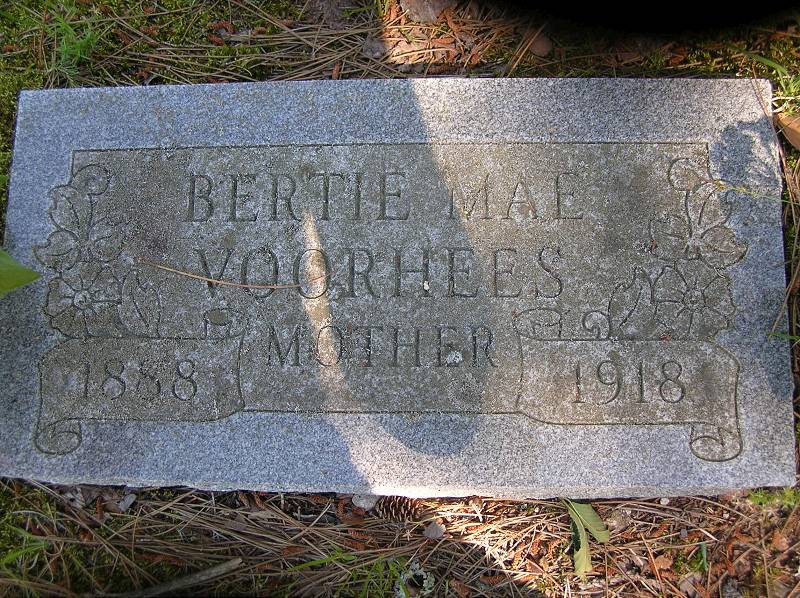 BERTIE MAE
VOORHEES
MOTHER
1888 1918